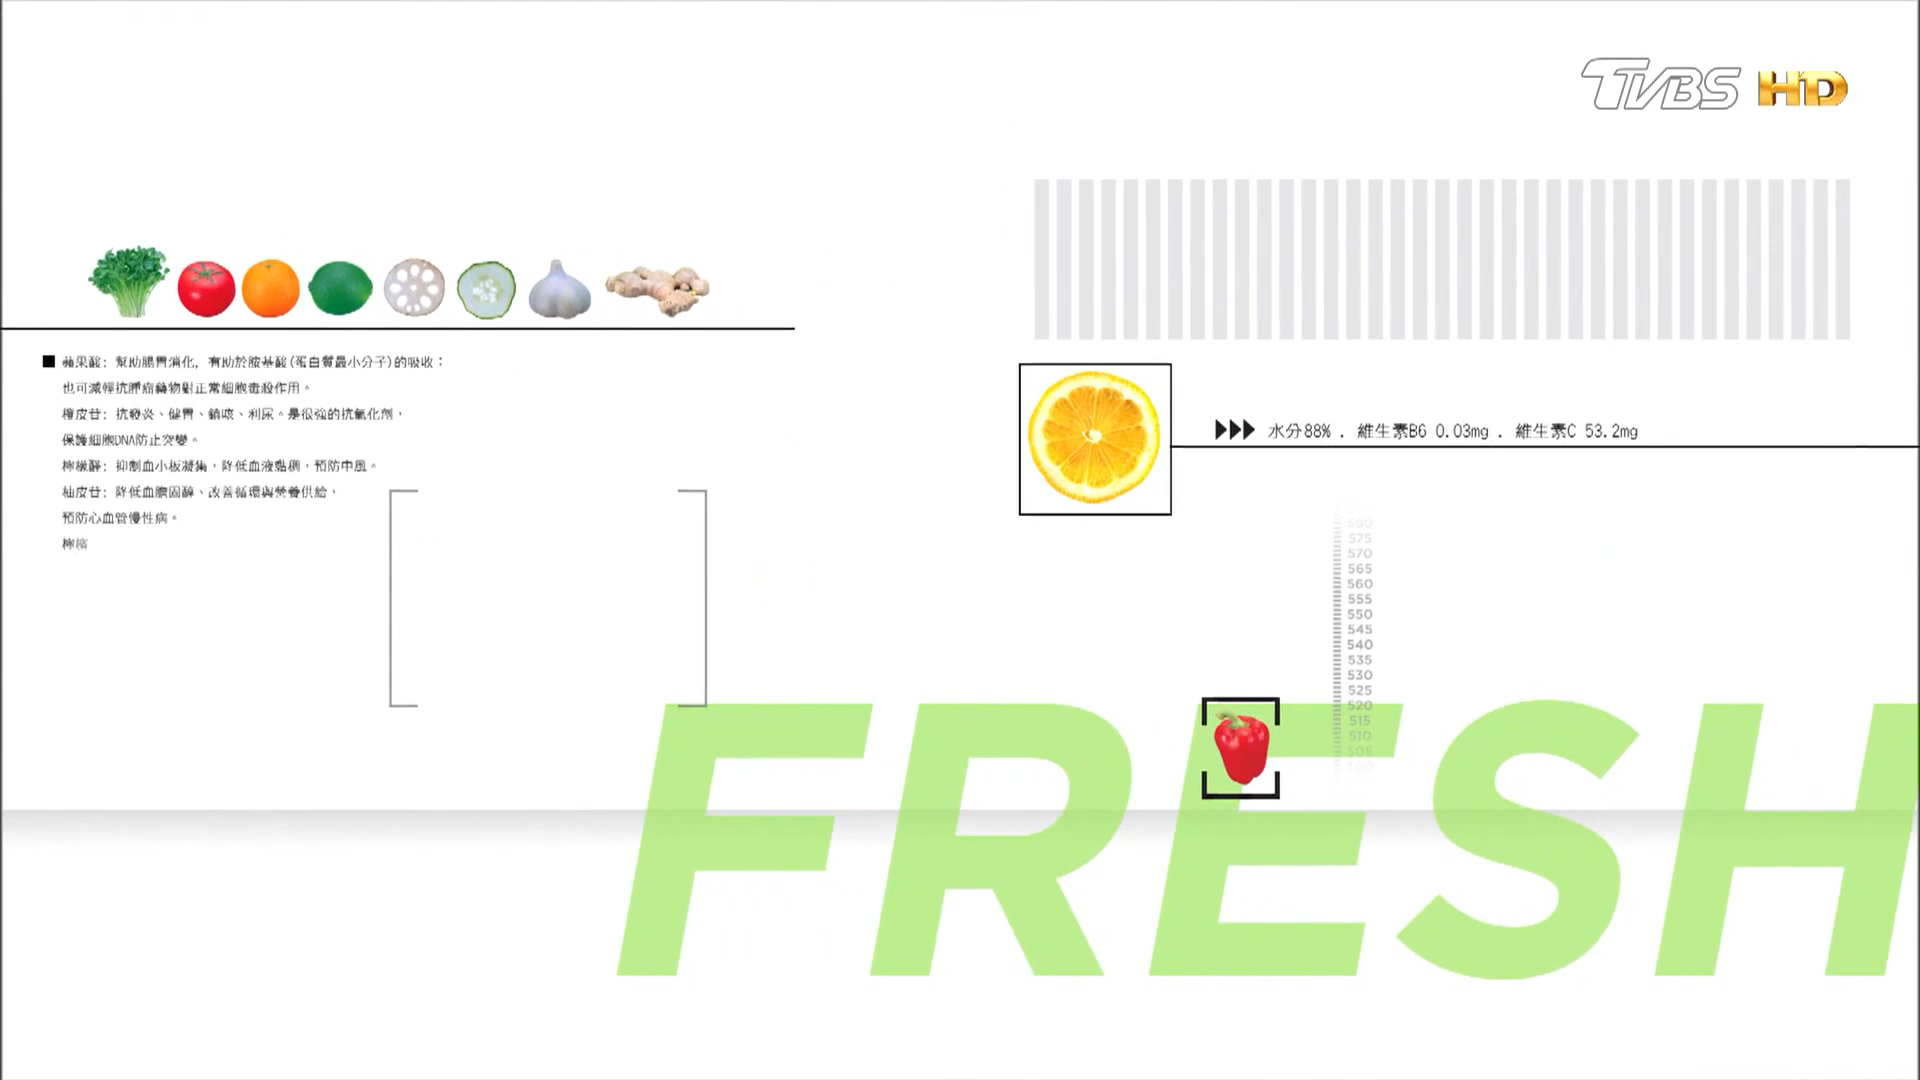 TVBS HD
蘋果酸: 幫助腸胃消化, 有助於胺基酸(蛋白質最小分子)的吸收;
也可減輕抗腫瘤藥物對正常細胞毒殺作用。
橙皮苷: 抗發炎、健胃、鎮咳、利尿。是很強的抗氧化劑,
保護細胞DNA防止突變。
檸檬醛: 抑制血小板凝集,降低血液黏稠,預防中風。
柚皮苷: 降低血膽固醇、改善循環與營養供給,
預防心血管慢性病。
檸檬
水分88% . 維生素B6 0.03mg . 維生素C 53.2mg
580
575
570
565
560
555
550
545
540
535
530
525
520
515
510
505
500
FRESH